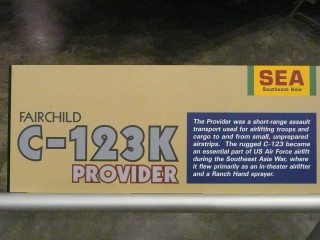 SEA
Southeast Asia
FAIRCHILD
C-123K
PROVIDER
The Provider was a short-range assault
transport used for airlifting troops and
cargo to and from small, unprepared
airstrips. The rugged C-123 became
an essential part of US Air Force airlift
during the Southeast Asia War, where
it flew primarily as an in-theater airlifter
and a Ranch Hand sprayer.